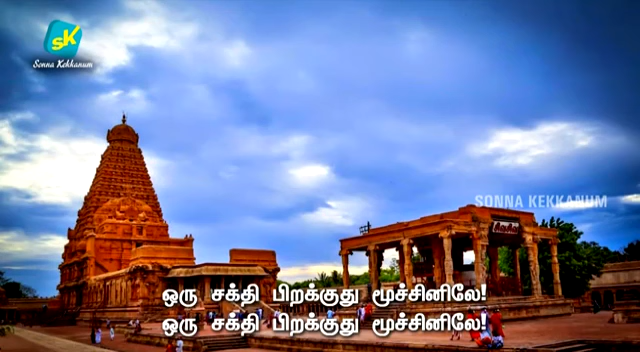 SK
Sonna Kekkanum
SONNA KEKKANUM
ஒரு சக்தி பிறக்குது மூச்சினிலே!
ஒரு சக்தி பிறக்குது மூச்சினிலே!